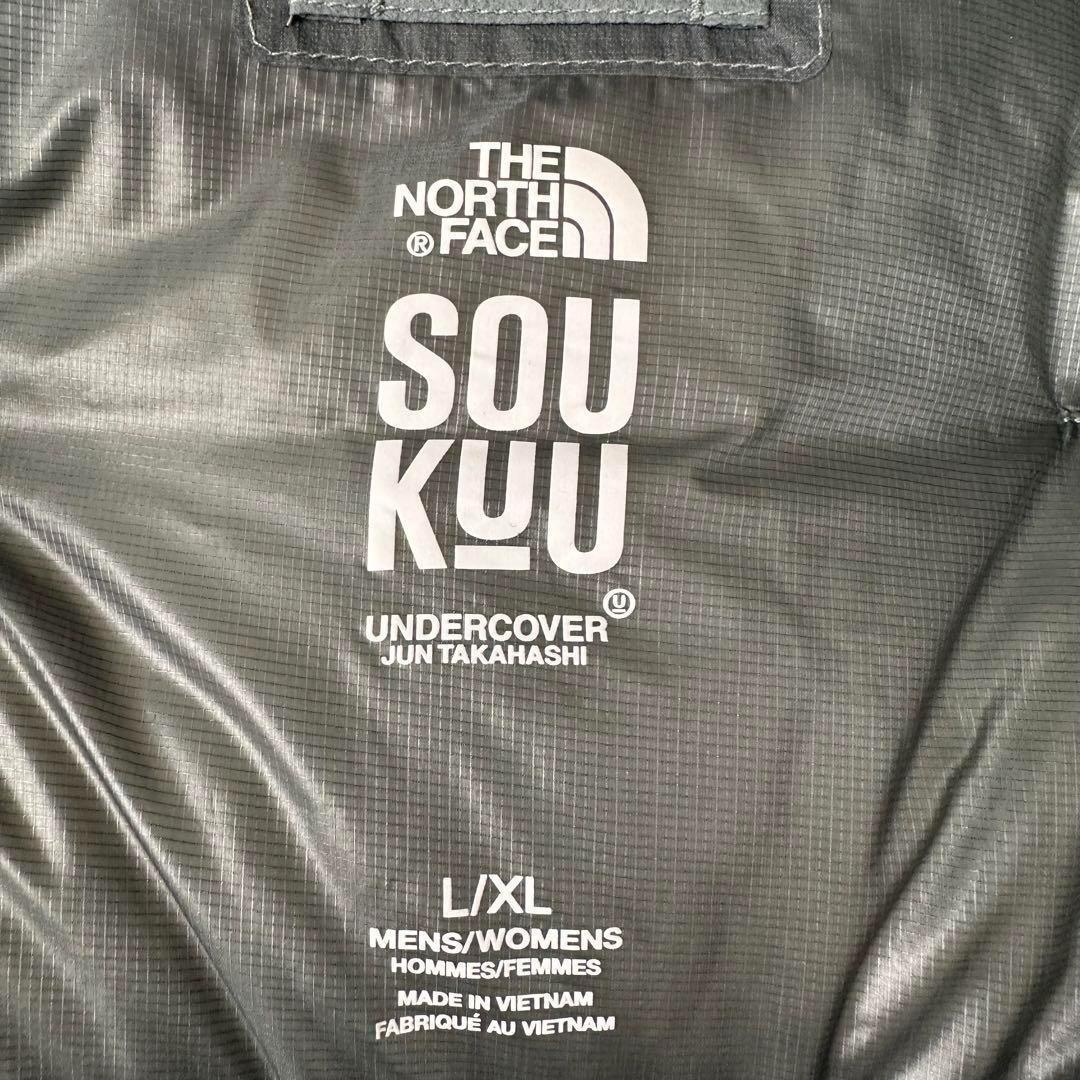 THE
NORTH
® FACE
SOU
KUU
UNDERCOVER Ⓤ
JUN TAKAHASHI
L/XL
MENS/WOMENS
HOMMES/FEMMES
MADE IN VIETNAM
FABRIQUÉ AU VIETNAM